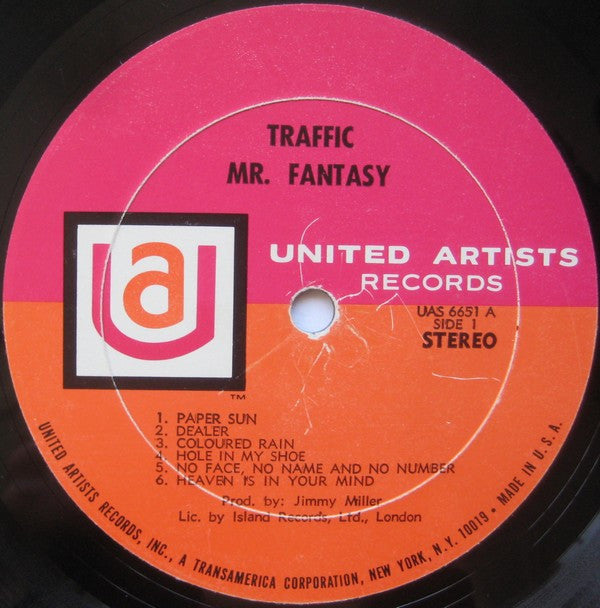 TRAFFIC
MR. FANTASY
ua
UNITED ARTISTS
RECORDS
UAS 6651 A
SIDE 1
STEREO
TM
1. PAPER SUN
2. DEALER
3. COLOURED RAIN
4. HOLE IN MY SHOE
5. NO FACE, NO NAME AND NO NUMBER
6. HEAVEN IS IN YOUR MIND
Prod. by: Jimmy Miller
Lic. by Island Records, Ltd., London
UNITED ARTISTS RECORDS, INC., A TRANSAMERICA CORPORATION, NEW YORK, N.Y. 10019 • MADE IN U.S.A.